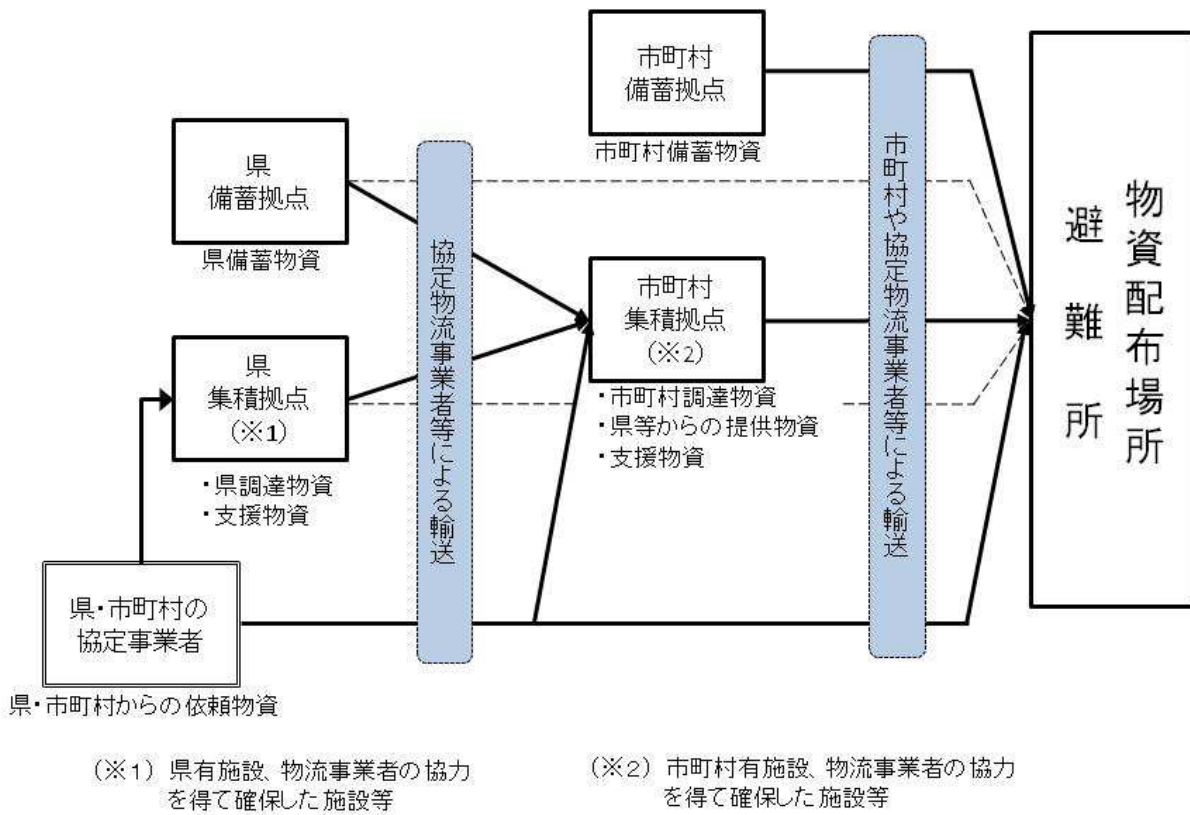 市町村
備蓄拠点
市町村備蓄物資
県
備蓄拠点
県備蓄物資
県
集積拠点
(※1)
・県調達物資
・支援物資
県・市町村の
協定事業者
県・市町村からの依頼物資
協定物流事業者等による輸送
市町村
集積拠点
(※2)
・市町村調達物資
・県等からの提供物資
・支援物資
市町村や協定物流事業者等による輸送
物資配布場所
避難所
(※1) 県有施設、物流事業者の協力
を得て確保した施設等
(※2) 市町村有施設、物流事業者の協力
を得て確保した施設等